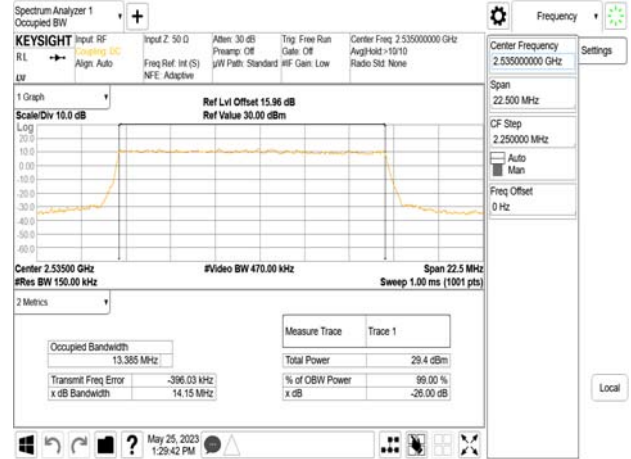 Spectrum Analyzer 1
Occupied BW
Frequency
KEYSIGHT
RL
LVI
Input: RF
Coupling: DC
Align: Auto
Input Z: 50 Ω
Freq Ref: Int (S)
NFE: Adaptive
Atten: 30 dB
Preamp: Off
µW Path: Standard
Trig: Free Run
Gate: Off
#IF Gain: Low
Center Freq: 2.535000000 GHz
Avg|Hold:>10/10
Radio Std: None
Center Frequency
2.535000000 GHz
Settings
Span
22.500 MHz
CF Step
2.250000 MHz
Auto
Man
Freq Offset
0 Hz
Local
1 Graph
Scale/Div 10.0 dB
Ref Lvl Offset 15.96 dB
Ref Value 30.00 dBm
Log
20.0
10.0
0.00
-10.0
-20.0
-30.0
-40.0
-50.0
-60.0
Center 2.53500 GHz
#Video BW 470.00 kHz
Span 22.5 MHz
#Res BW 150.00 kHz
Sweep 1.00 ms (1001 pts)
2 Metrics
Measure Trace Trace 1
Occupied Bandwidth
13.385 MHz
Total Power 29.4 dBm
Transmit Freq Error -396.03 kHz
% of OBW Power 99.00 %
x dB Bandwidth 14.15 MHz
x dB -26.00 dB
May 25, 2023
1:29:42 PM